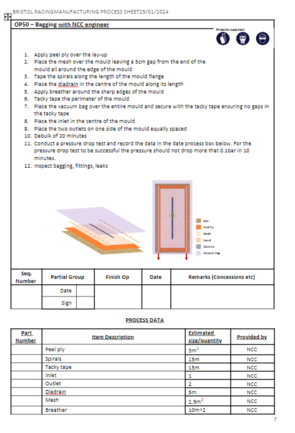 BRISTOL RACINGMANUFACTURING PROCESS SHEET25/01/2024
OP50 – Bagging with NCC engineer
1. Apply peel ply over the lay-up
2. Place the mesh over the mould leaving a 5cm gap from the end of the
mould all around the edge of the mould
3. Tape the spirals along the length of the mould flange
4. Place the diadrain in the centre of the mould along its length
5. Apply breather around the sharp edges of the mould
6. Tacky tape the perimeter of the mould
7. Place the vacuum bag over the entire mould and secure with the tacky tape ensuring no gaps in
the tacky tape
8. Place the inlet in the centre of the mould
9. Place the two outlets on one side of the mould equally spaced
10. Debulk of 20 minutes
11. Conduct a pressure drop test and record the data in the date process box below. For the
pressure drop test to be successful the pressure should not drop more that 0.1bar in 10
minutes.
12. Inspect bagging, fittings, leaks
Mesh
Spiral
Vacuum bag
Seq. Number Partial Group Finish Op Date Remarks (Concessions etc)
Date
Sign
PROCESS DATA
Part Number Item Description Estimated size/quantity Provided by
Peel ply 3m² NCC
Spirals 15m NCC
Tacky tape 15m NCC
Inlet 1 NCC
Outlet 2 NCC
Diadrain 5m NCC
Mesh 2.5m² NCC
Breather 10m^2 NCC
7